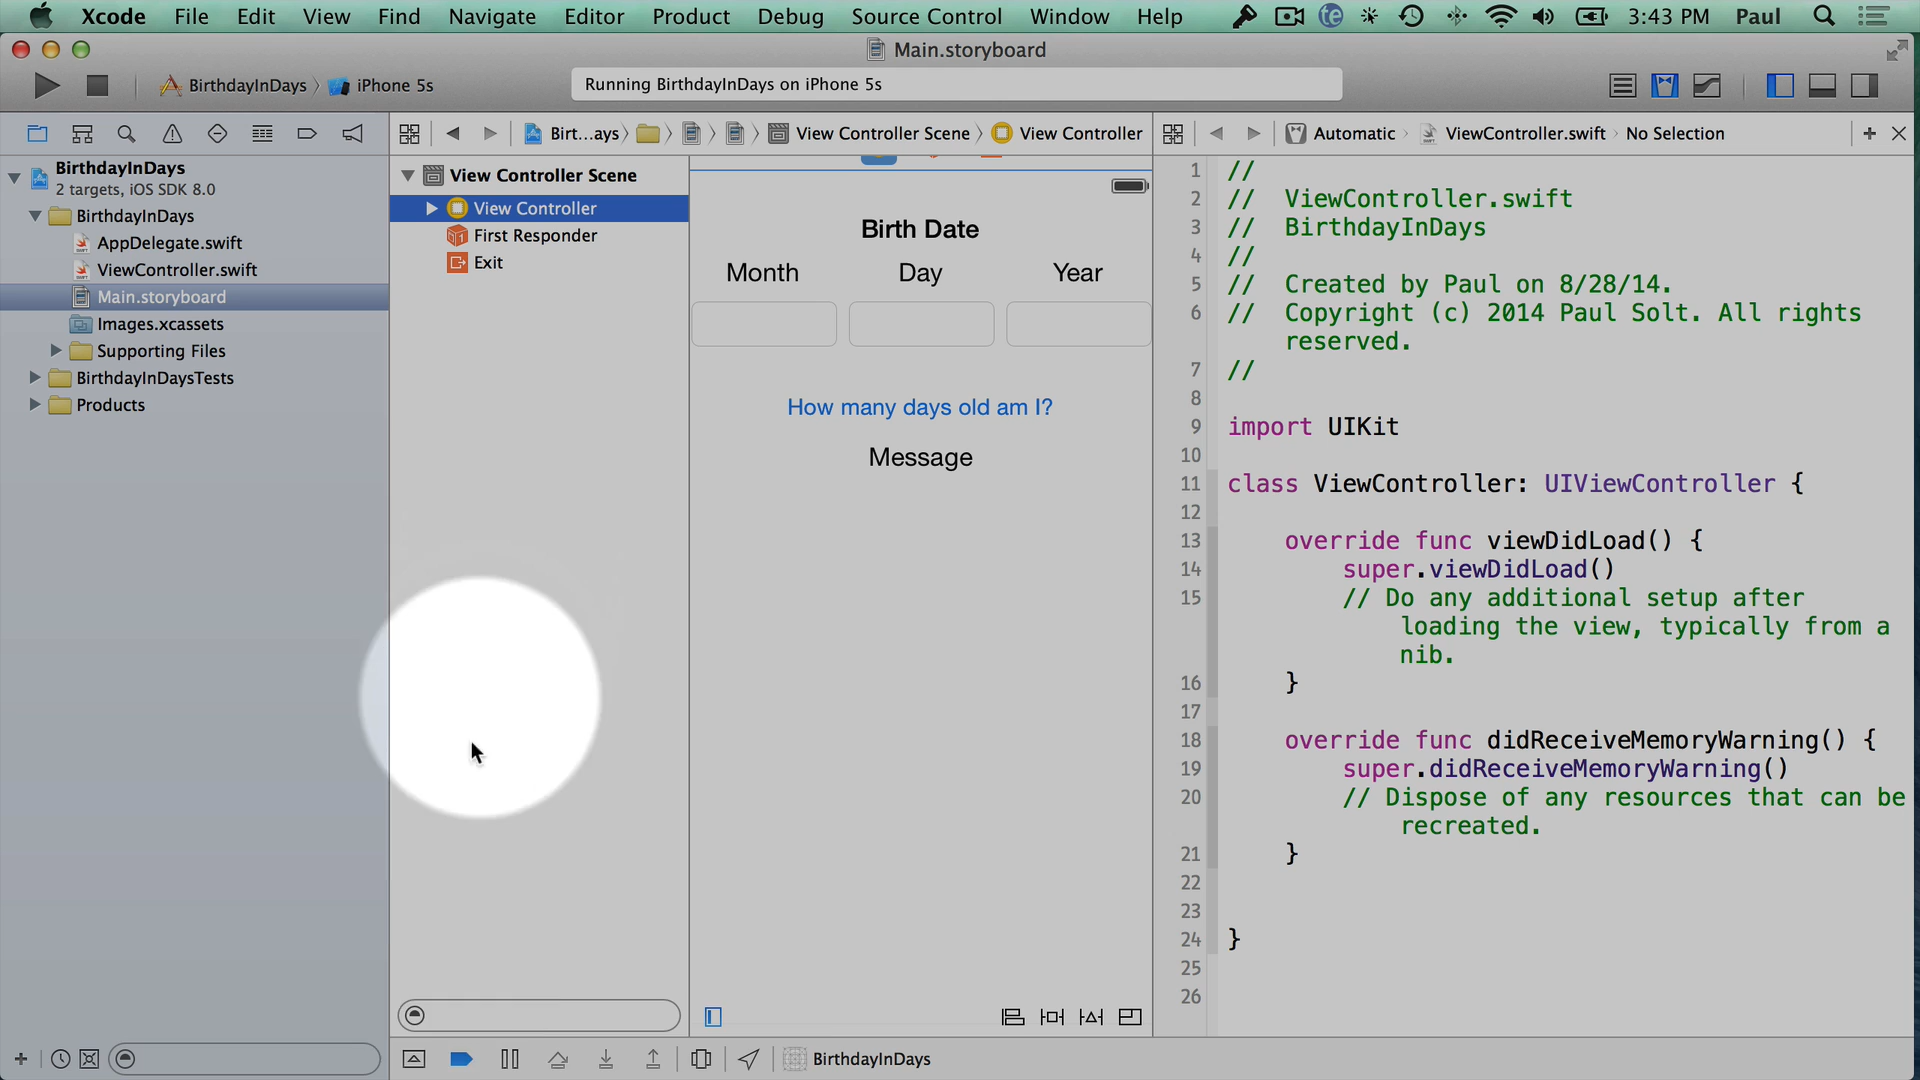 Xcode File Edit View Find Navigate Editor Product Debug Source Control Window Help te 3:43 PM Paul
Main.storyboard
BirthdayInDays iPhone 5s
Running BirthdayInDays on iPhone 5s
Birt...ays View Controller Scene View Controller
Automatic ViewController.swift No Selection
BirthdayInDays
2 targets, iOS SDK 8.0
BirthdayInDays
AppDelegate.swift
ViewController.swift
Main.storyboard
Images.xcassets
Supporting Files
BirthdayInDaysTests
Products
View Controller Scene
View Controller
First Responder
Exit
Birth Date
Month Day Year
How many days old am I?
Message
1 //
2 // ViewController.swift
3 // BirthdayInDays
4 //
5 // Created by Paul on 8/28/14.
6 // Copyright (c) 2014 Paul Solt. All rights
reserved.
7 //
8
9 import UIKit
10
11 class ViewController: UIViewController {
12
13 override func viewDidLoad() {
14 super.viewDidLoad()
15 // Do any additional setup after
loading the view, typically from a
nib.
16 }
17
18 override func didReceiveMemoryWarning() {
19 super.didReceiveMemoryWarning()
20 // Dispose of any resources that can be
recreated.
21 }
22
23
24 }
25
26
BirthdayInDays